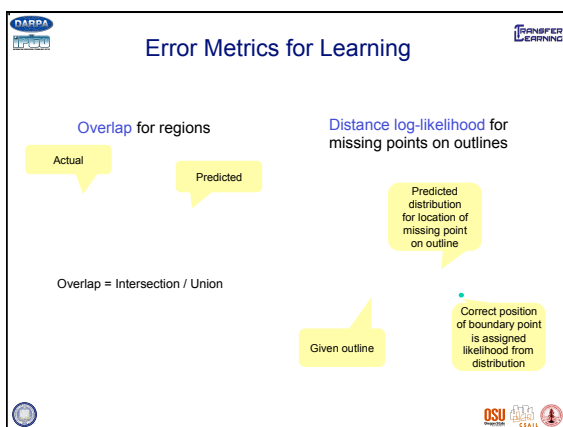 DARPA
IPTO
Error Metrics for Learning
TRANSFER
LEARNING
Overlap for regions
Actual
Predicted
Overlap = Intersection / Union
Distance log-likelihood for
missing points on outlines
Predicted
distribution
for location of
missing point
on outline
Given outline
Correct position
of boundary point
is assigned
likelihood from
distribution
OSU
Oregon State
CSAIL